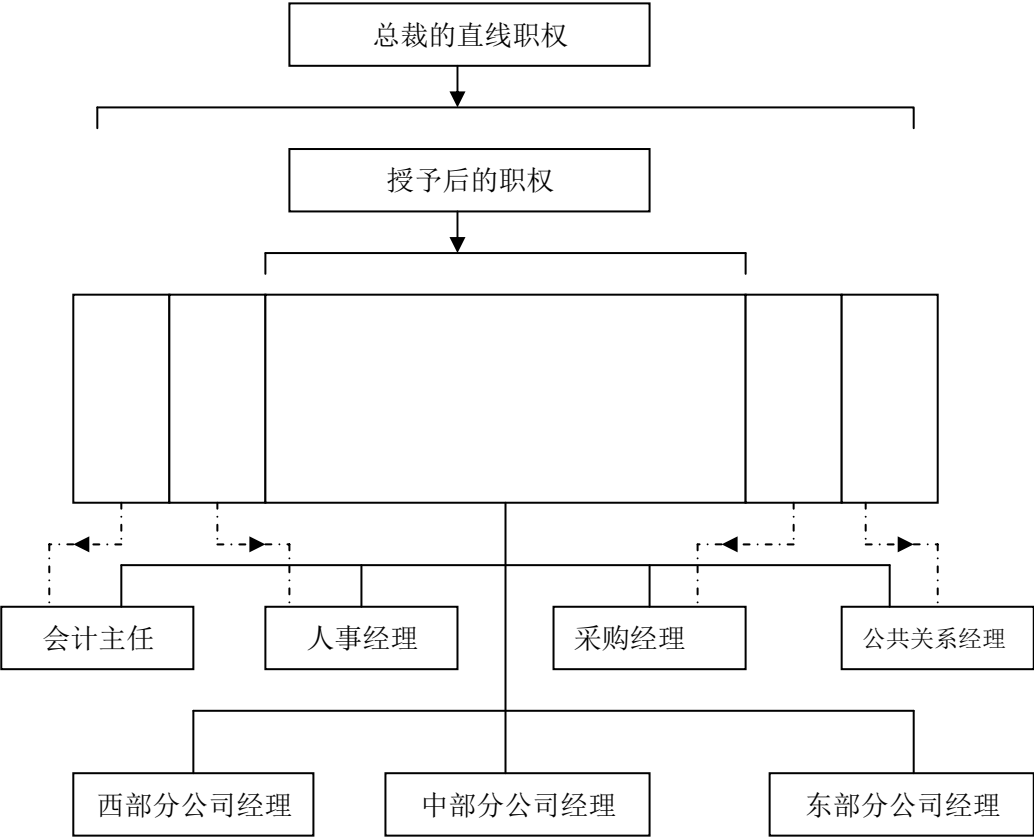 总裁的直线职权
授予后的职权
会计主任
人事经理
采购经理
公共关系经理
西部分公司经理
中部分公司经理
东部分公司经理